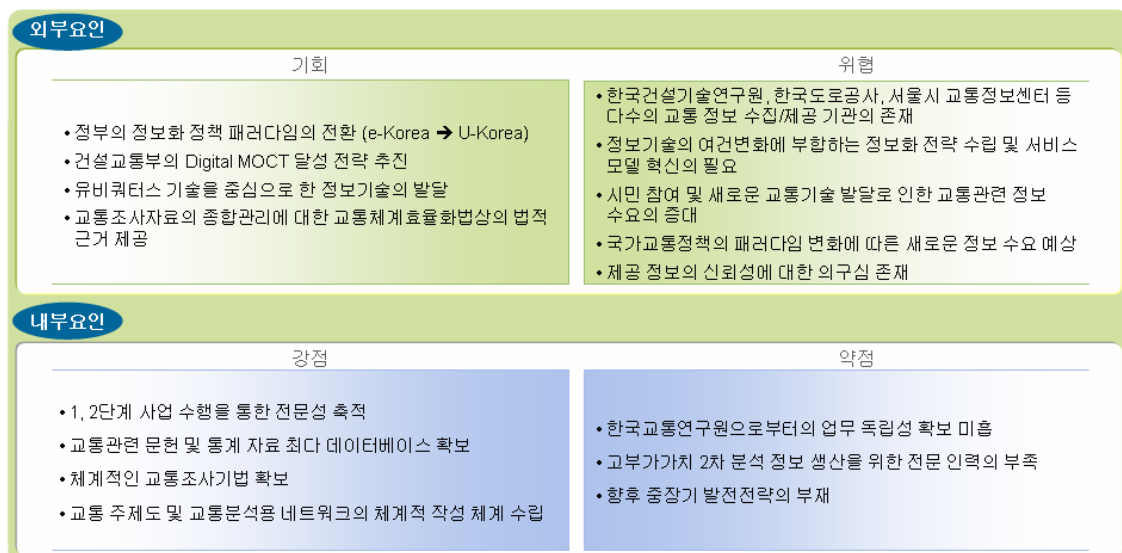 외부요인
기회
• 정부의 정보화 정책 패러다임의 전환 (e-Korea ➔ U-Korea)
• 건설교통부의 Digital MOCT 달성 전략 추진
• 유비쿼터스 기술을 중심으로 한 정보기술의 발달
• 교통조사자료의 종합관리에 대한 교통체계효율화법상의 법적
근거 제공
위협
• 한국건설기술연구원, 한국도로공사, 서울시 교통정보센터 등
다수의 교통 정보 수집/제공 기관의 존재
• 정보기술의 여건변화에 부합하는 정보화 전략 수립 및 서비스
모델 혁신의 필요
• 시민 참여 및 새로운 교통기술 발달로 인한 교통관련 정보
수요의 증대
• 국가교통정책의 패러다임 변화에 따른 새로운 정보 수요 예상
• 제공 정보의 신뢰성에 대한 의구심 존재
내부요인
강점
• 1, 2단계 사업 수행을 통한 전문성 축적
• 교통관련 문헌 및 통계 자료 최다 데이터베이스 확보
• 체계적인 교통조사기법 확보
• 교통 주제도 및 교통분석용 네트워크의 체계적 작성 체계 수립
약점
• 한국교통연구원으로부터의 업무 독립성 확보 미흡
• 고부가가치 2차 분석 정보 생산을 위한 전문 인력의 부족
• 향후 중장기 발전전략의 부재